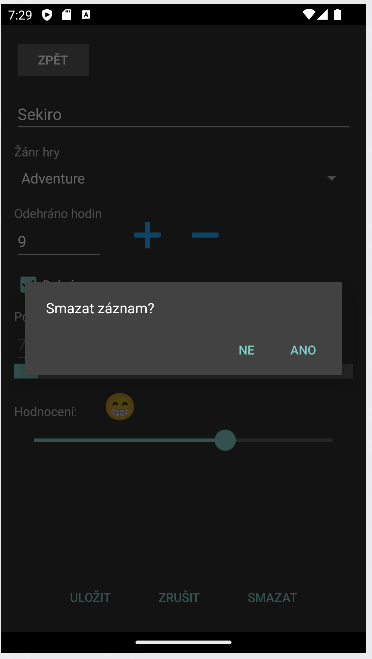 7:29
ZPĚT
Sekiro
Žánr hry
Adventure
Odehráno hodin
9
Smazat záznam?
NE ANO
Hodnocení:
ULOŽIT ZRUŠIT SMAZAT